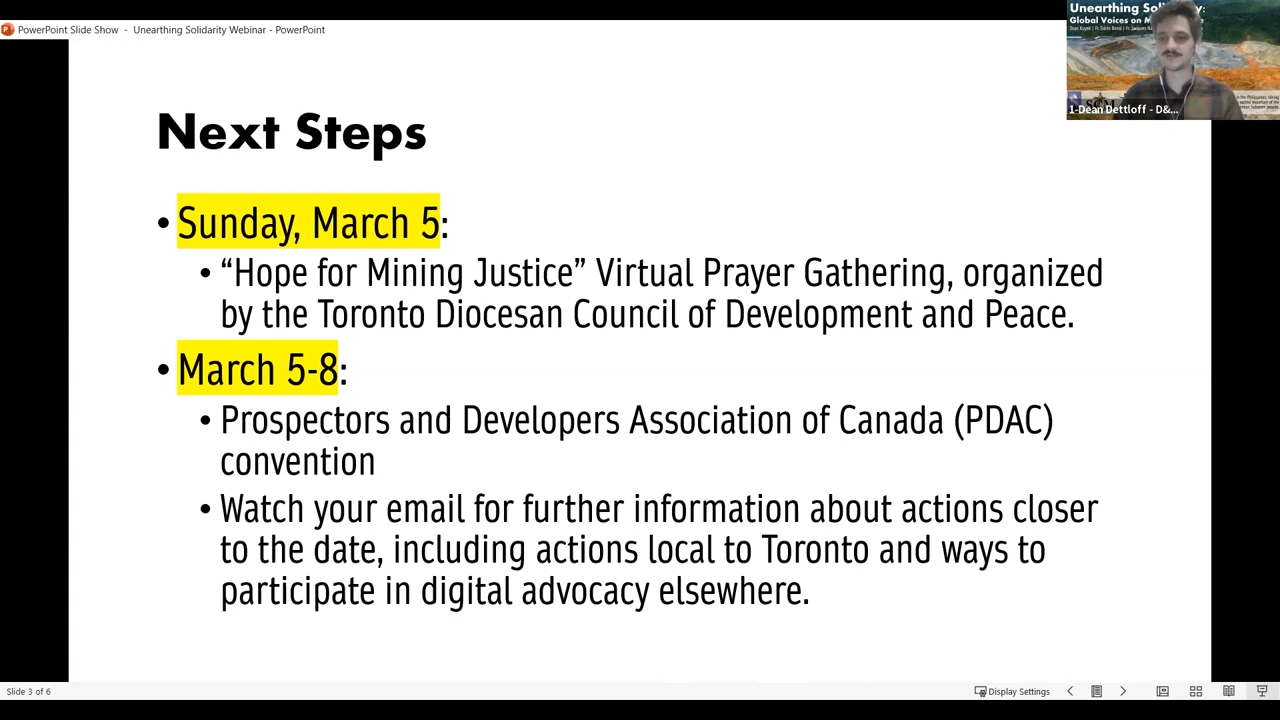 PowerPoint Slide Show - Unearthing Solidarity Webinar - PowerPoint
Unearthing So
Global Voices on M
1-Dean Dettloff - D&...
Next Steps
• Sunday, March 5:
• “Hope for Mining Justice” Virtual Prayer Gathering, organized
by the Toronto Diocesan Council of Development and Peace.
• March 5-8:
• Prospectors and Developers Association of Canada (PDAC)
convention
• Watch your email for further information about actions closer
to the date, including actions local to Toronto and ways to
participate in digital advocacy elsewhere.
Slide 3 of 6
Display Settings